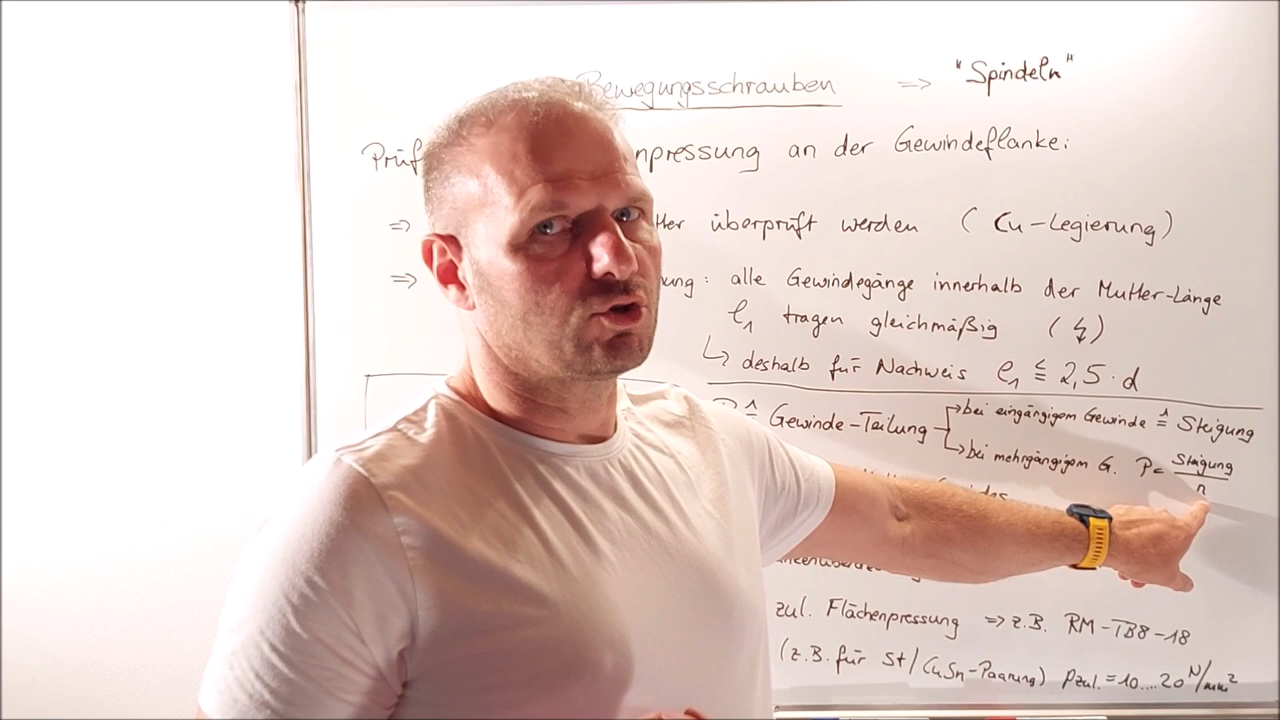 Bewegungsschrauben => "Spindeln"
Prüf npressung an der Gewindeflanke:
=> tter überprüft werden (Cu-Legierung)
=> ung: alle Gewindegänge innerhalb der Mutter-Länge
l₁ tragen gleichmäßig (↯)
↳ deshalb für Nachweis l₁ ≦ 2,5·d
P ≙ Gewinde-Teilung → bei eingängigem Gewinde ≙ Steigung
↳ bei mehrgängigem G. P = Steigung / n
zul. Flächenpressung => z.B. RM-TB8-18
(z.B. für St/CuSn-Paarung) pzul. = 10....20 N/mm²